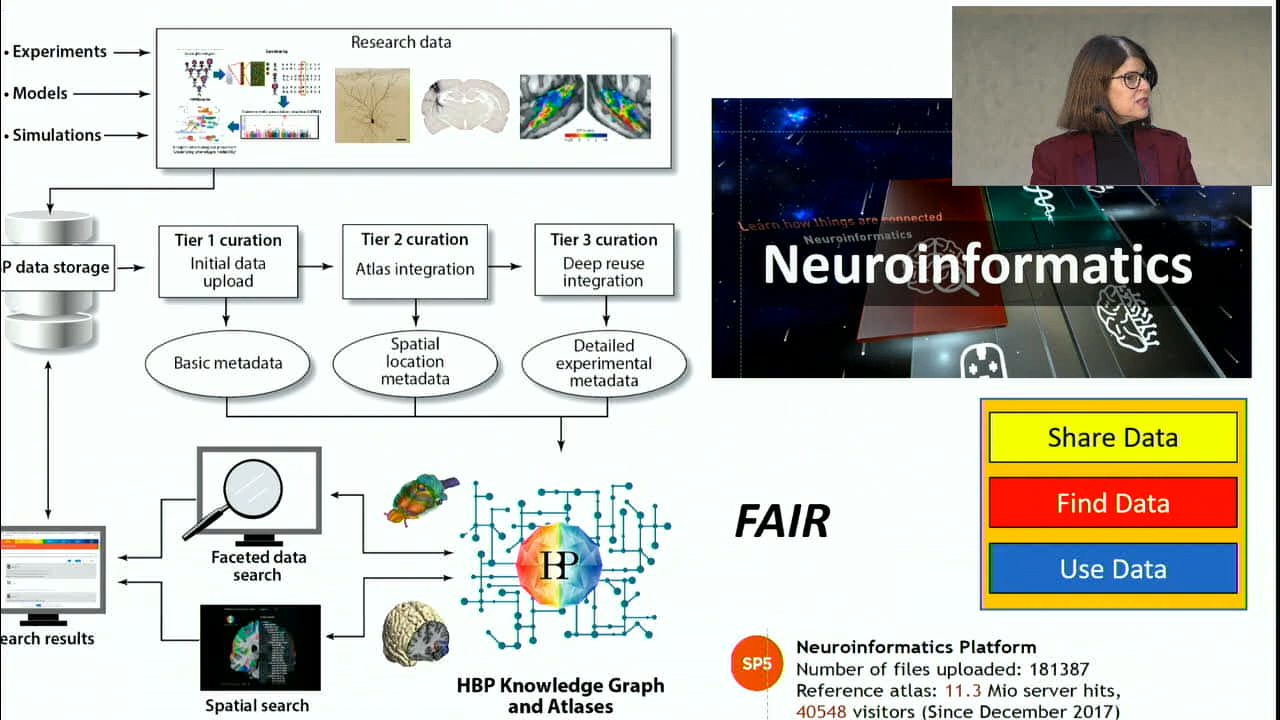 • Experiments
• Models
• Simulations
Research data
P data storage
Tier 1 curation
Initial data
upload
Tier 2 curation
Atlas integration
Tier 3 curation
Deep reuse
integration
Basic metadata
Spatial
location
metadata
Detailed
experimental
metadata
Learn how things are connected
Neuroinformatics
Neuroinformatics
Share Data
Find Data
Use Data
FAIR
Faceted data
search
earch results
Spatial search
HBP
HBP Knowledge Graph
and Atlases
SP5
Neuroinformatics Platform
Number of files uploaded: 181387
Reference atlas: 11.3 Mio server hits,
40548 visitors (Since December 2017)